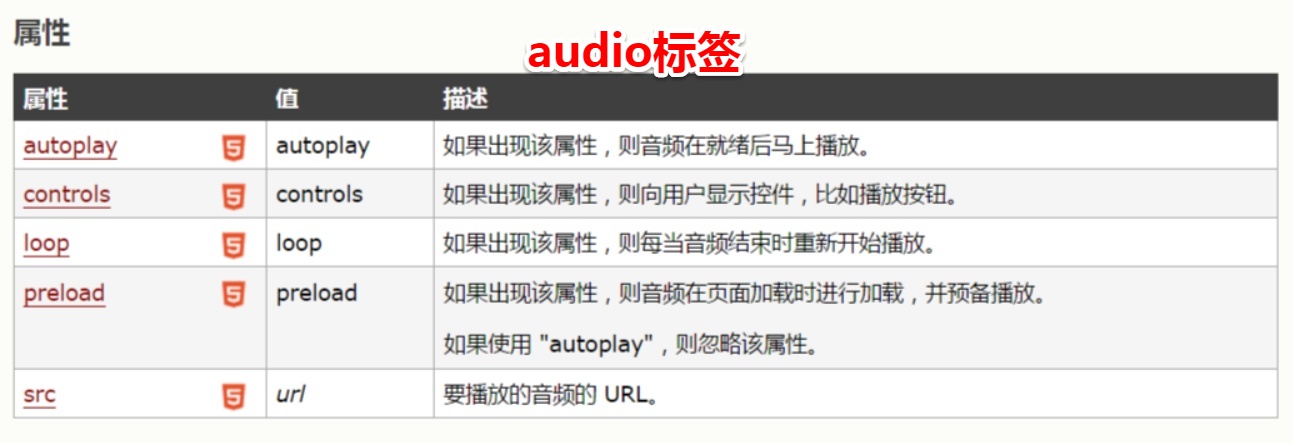 属性
audio标签
属性 值 描述
autoplay autoplay 如果出现该属性，则音频在就绪后马上播放。
controls controls 如果出现该属性，则向用户显示控件，比如播放按钮。
loop loop 如果出现该属性，则每当音频结束时重新开始播放。
preload preload 如果出现该属性，则音频在页面加载时进行加载，并预备播放。
如果使用 "autoplay"，则忽略该属性。
src url 要播放的音频的 URL。